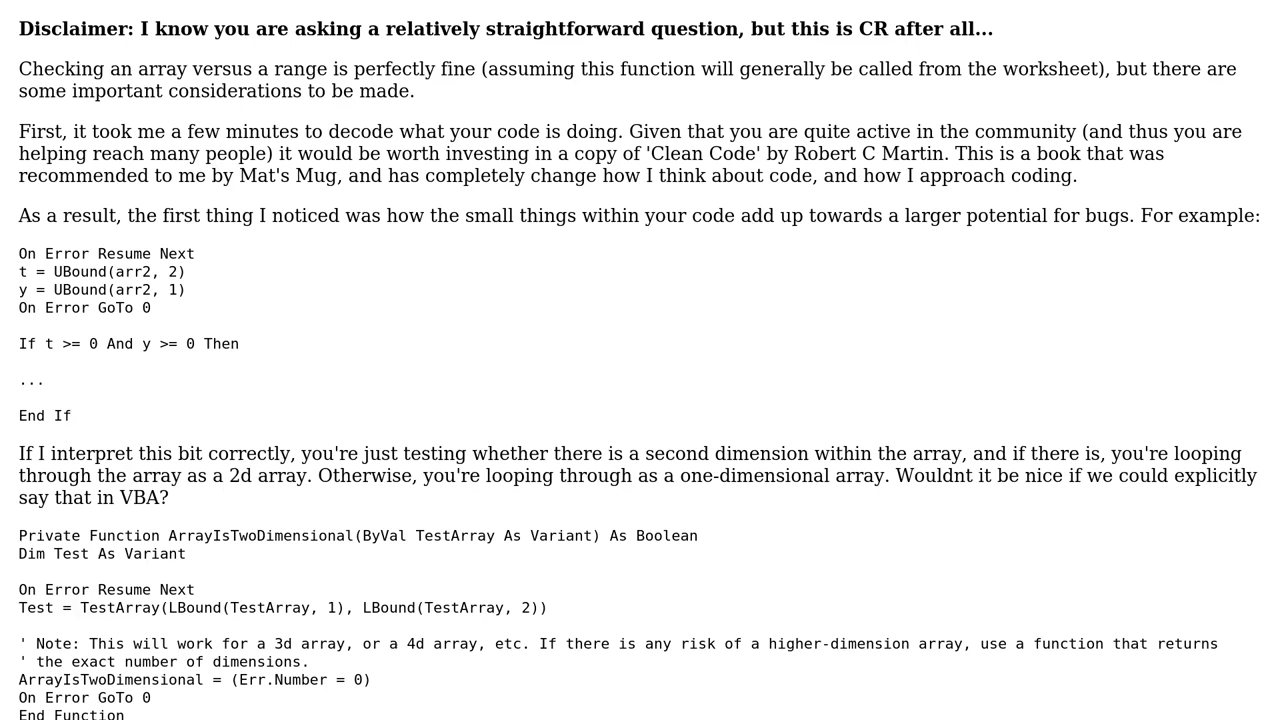 Disclaimer: I know you are asking a relatively straightforward question, but this is CR after all...
Checking an array versus a range is perfectly fine (assuming this function will generally be called from the worksheet), but there are
some important considerations to be made.
First, it took me a few minutes to decode what your code is doing. Given that you are quite active in the community (and thus you are
helping reach many people) it would be worth investing in a copy of 'Clean Code' by Robert C Martin. This is a book that was
recommended to me by Mat's Mug, and has completely change how I think about code, and how I approach coding.
As a result, the first thing I noticed was how the small things within your code add up towards a larger potential for bugs. For example:
On Error Resume Next
t = UBound(arr2, 2)
y = UBound(arr2, 1)
On Error GoTo 0
If t >= 0 And y >= 0 Then
...
End If
If I interpret this bit correctly, you're just testing whether there is a second dimension within the array, and if there is, you're looping
through the array as a 2d array. Otherwise, you're looping through as a one-dimensional array. Wouldnt it be nice if we could explicitly
say that in VBA?
Private Function ArrayIsTwoDimensional(ByVal TestArray As Variant) As Boolean
Dim Test As Variant
On Error Resume Next
Test = TestArray(LBound(TestArray, 1), LBound(TestArray, 2))
' Note: This will work for a 3d array, or a 4d array, etc. If there is any risk of a higher-dimension array, use a function that returns
' the exact number of dimensions.
ArrayIsTwoDimensional = (Err.Number = 0)
On Error GoTo 0
End Function